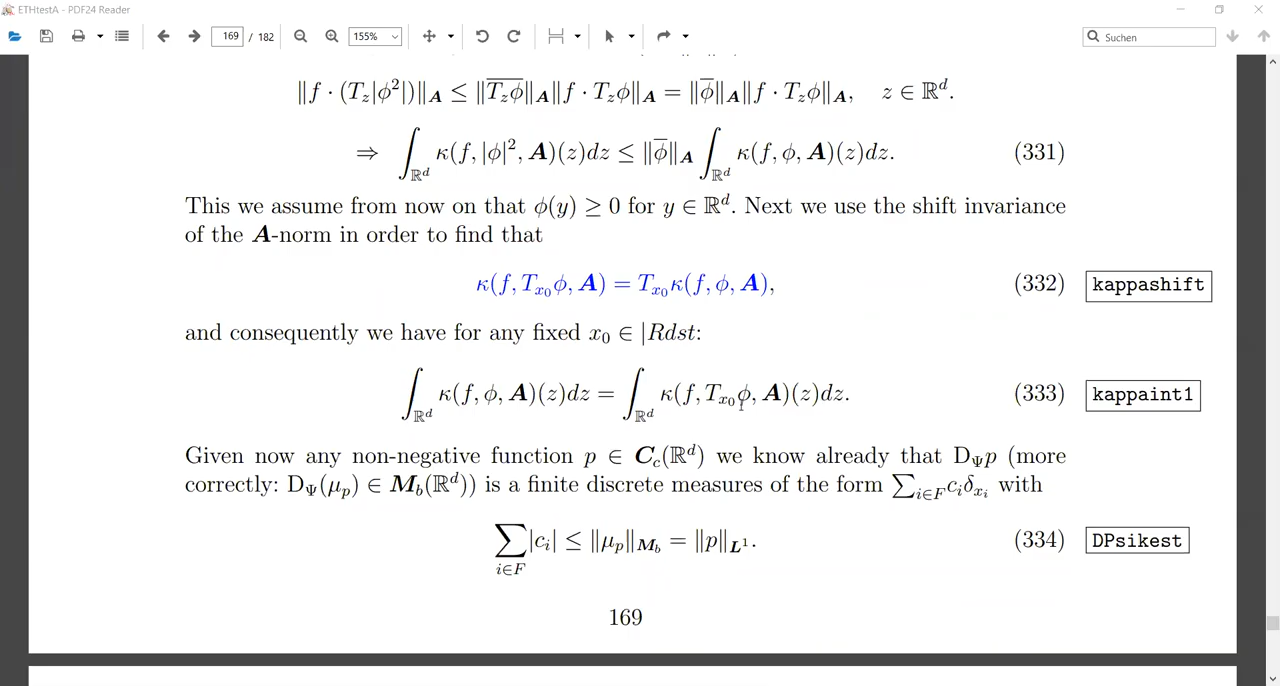 ETHtestA - PDF24 Reader
169 / 182 155% Suchen
‖f · (T_z|ϕ²|)‖_A ≤ ‖\overline{T_zϕ}‖_A‖f · T_zϕ‖_A = ‖\overline{ϕ}‖_A‖f · T_zϕ‖_A, z ∈ ℝ^d.
⇒ ∫_{ℝ^d} κ(f, |ϕ|², A)(z)dz ≤ ‖\overline{ϕ}‖_A ∫_{ℝ^d} κ(f, ϕ, A)(z)dz. (331)
This we assume from now on that ϕ(y) ≥ 0 for y ∈ ℝ^d. Next we use the shift invariance
of the A-norm in order to find that
κ(f, T_{x_0}ϕ, A) = T_{x_0}κ(f, ϕ, A), (332) kappashift
and consequently we have for any fixed x_0 ∈ |Rdst:
∫_{ℝ^d} κ(f, ϕ, A)(z)dz = ∫_{ℝ^d} κ(f, T_{x_0}ϕ, A)(z)dz. (333) kappaint1
Given now any non-negative function p ∈ C_c(ℝ^d) we know already that D_Ψp (more
correctly: D_Ψ(μ_p) ∈ M_b(ℝ^d)) is a finite discrete measures of the form ∑_{i∈F} c_iδ_{x_i} with
∑_{i∈F} |c_i| ≤ ‖μ_p‖_{M_b} = ‖p‖_{L^1}. (334) DPsikest
169